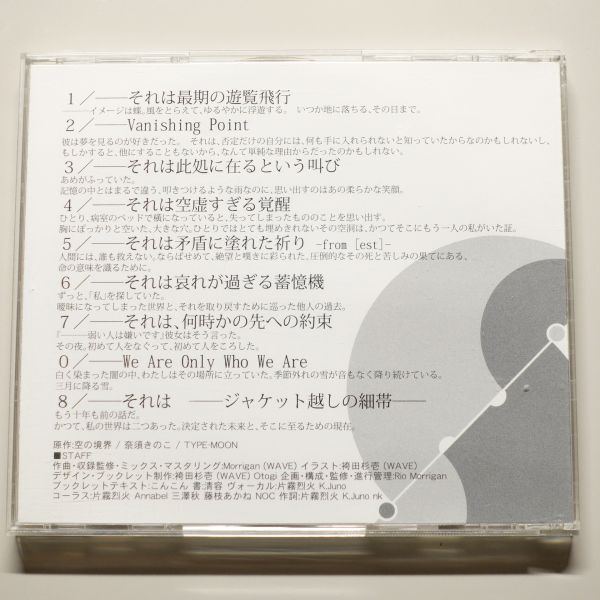 1／――それは最期の遊覧飛行
――イメージは蝶。風をとらえて、ゆるやかに浮遊する。 いつか地に落ちる、その日まで。
2／――Vanishing Point
彼は夢を見るのが好きだった。 それは、否定だけの自分には、何も手に入れられないと知っていたからなのかもしれないし、
もしかすると、他にすることもないから、なんて単純な理由からだったのかもしれない。
3／――それは此処に在るという叫び
あめがふっていた。
記憶の中とはまるで違う、叩きつけるような雨なのに、思い出すのはあの柔らかな笑顔。
4／――それは空虚すぎる覚醒
ひとり、病室のベッドで横になっていると、失ってしまったもののことを思い出す。
胸にぽっかりと空いた、大きな穴。ひとりではとても埋めきれないその空洞は、かつてそこにもう一人の私がいた証。
5／――それは矛盾に塗れた祈り -from [est]-
人間には、誰も救えない。ならばせめて、絶望と嘆きに彩られた、圧倒的なその死と苦しみの果てにある、
命の意味を識るために。
6／――それは哀れが過ぎる蓄憶機
ずっと、「私」を探していた。
曖昧になってしまった世界と、それを取り戻すために巡った他人の過去。
7／――それは、何時かの先への約束
『――弱い人は嫌いです』彼女はそう言った。
その夜。初めて人をなぐって、初めて人をころした。
0／――We Are Only Who We Are
白く染まった闇の中、わたしはその場所に立っていた。季節外れの雪が音もなく降り続けている。
三月に降る雪。
8／――それは ――ジャケット越しの細帯――
もう十年も前の話だ。
かつて、私の世界は二つあった。決定された未来と、そこに至るための現在。
原作:空の境界 / 奈須きのこ / TYPE-MOON
■STAFF
作曲・収録監修・ミックス・マスタリング:Morrigan (WAVE) イラスト:袴田杉壱 (WAVE)
デザイン・ブックレット制作:袴田杉壱 (WAVE) Otogi 企画・構成・監修・進行管理:Rio Morrigan
ブックレットテキスト:こんこん 書:清容 ヴォーカル:片霧烈火 K.Juno
コーラス:片霧烈火 Annabel 三澤秋 藤枝あかね NOC 作詞:片霧烈火 K.Juno nk